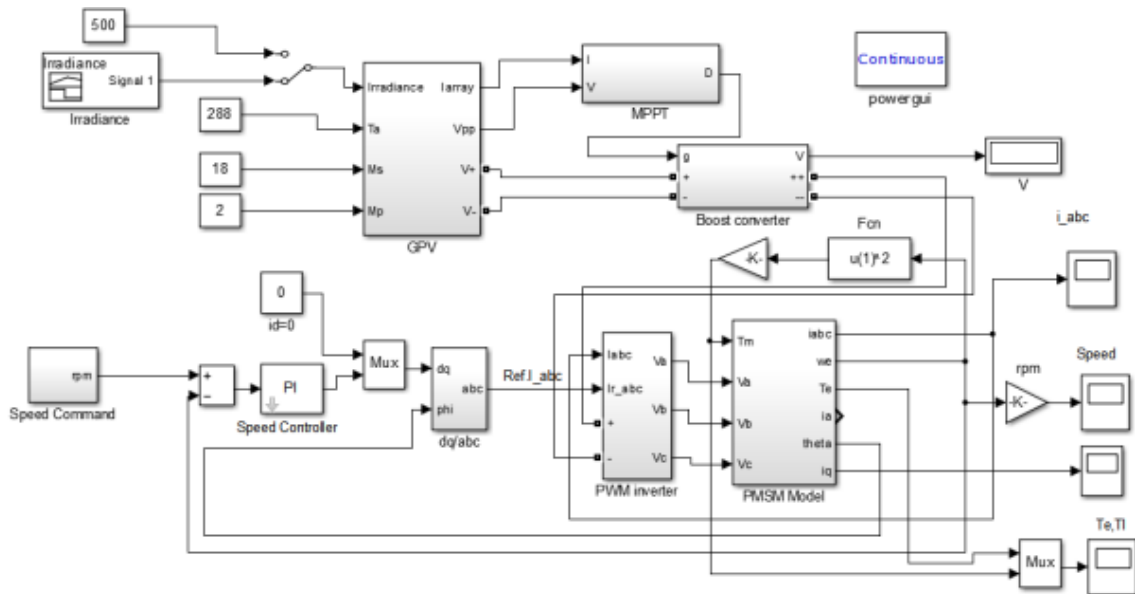 500
Irradiance
Signal 1
Irradiance
288
18
2
Irradiance
Ta
Ms
Mp
Iarray
Vpp
V+
V-
GPV
I
V
D
MPPT
Continuous
powergui
g
+
-
V
++
--
Boost converter
V
i_abc
Fcn
-K-
u(1)^2
0
id=0
rpm
Speed Command
+
−
PI
Speed Controller
Mux
dq
phi
abc
dq/abc
Ref.I_abc
Iabc
Ir_abc
+
-
Va
Vb
Vc
PWM inverter
Tm
Va
Vb
Vc
iabc
we
Te
ia
theta
iq
PMSM Model
rpm
-K-
Speed
Te,Tl
Mux